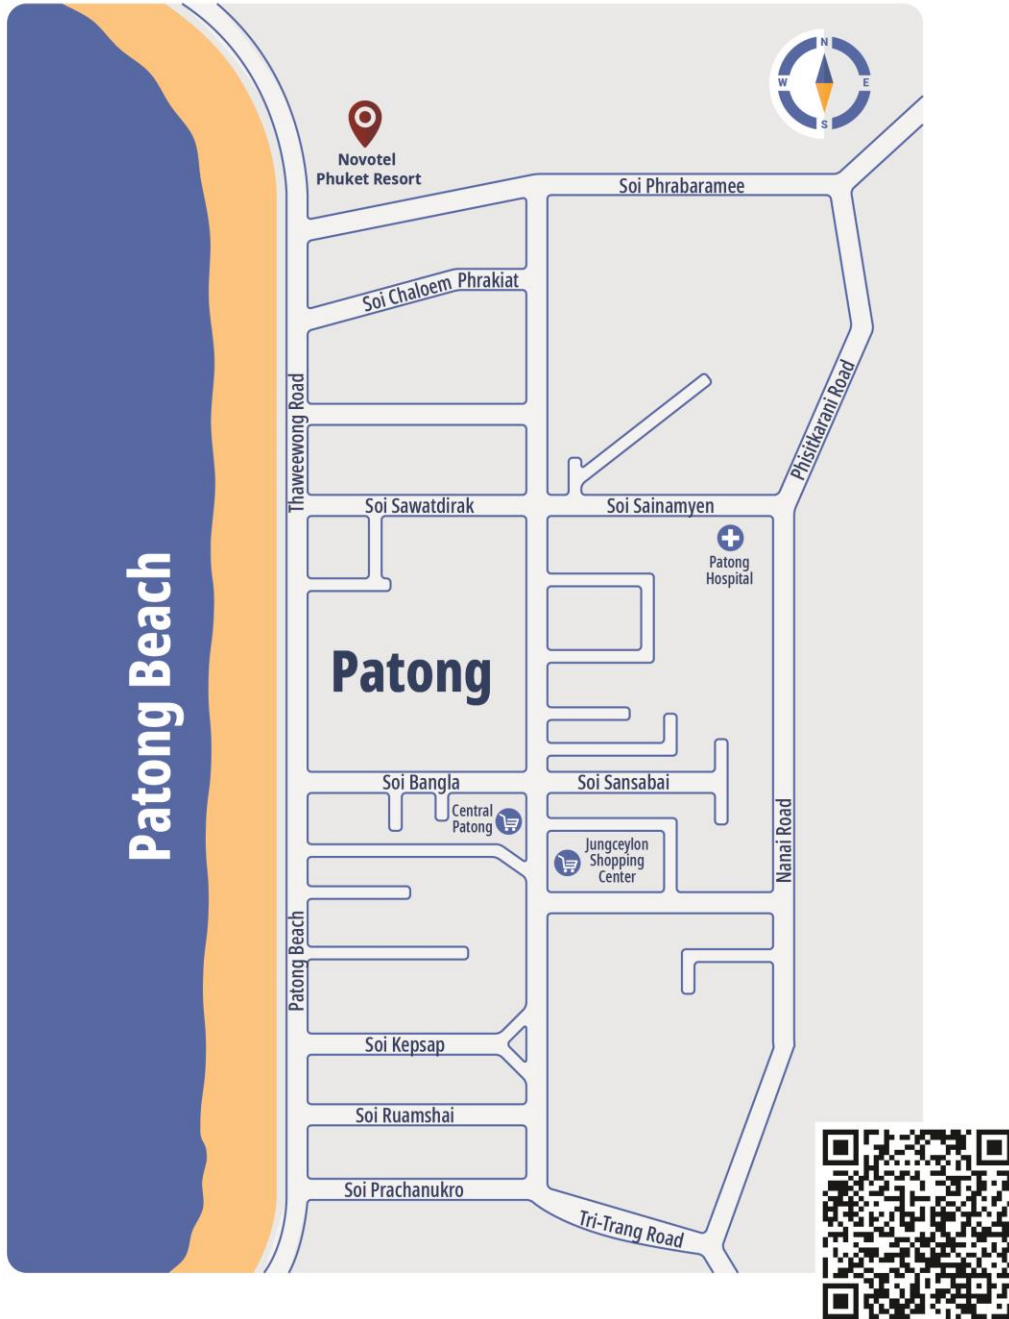 N
W
E
S
Novotel
Phuket Resort
Soi Phrabaramee
Soi Chaloem Phrakiat
Thaweewong Road
Phisitkarani Road
Soi Sawatdirak
Soi Sainamyen
Patong
Hospital
Patong Beach
Patong
Soi Bangla
Soi Sansabai
Central
Patong
Jungceylon
Shopping
Center
Nanai Road
Patong Beach
Soi Kepsap
Soi Ruamshai
Soi Prachanukro
Tri-Trang Road